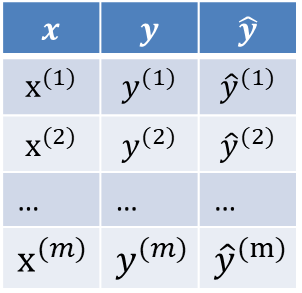 x y ŷ
x⁽¹⁾ y⁽¹⁾ ŷ⁽¹⁾
x⁽²⁾ y⁽²⁾ ŷ⁽²⁾
... ... ...
x⁽ᵐ⁾ y⁽ᵐ⁾ ŷ⁽ᵐ⁾